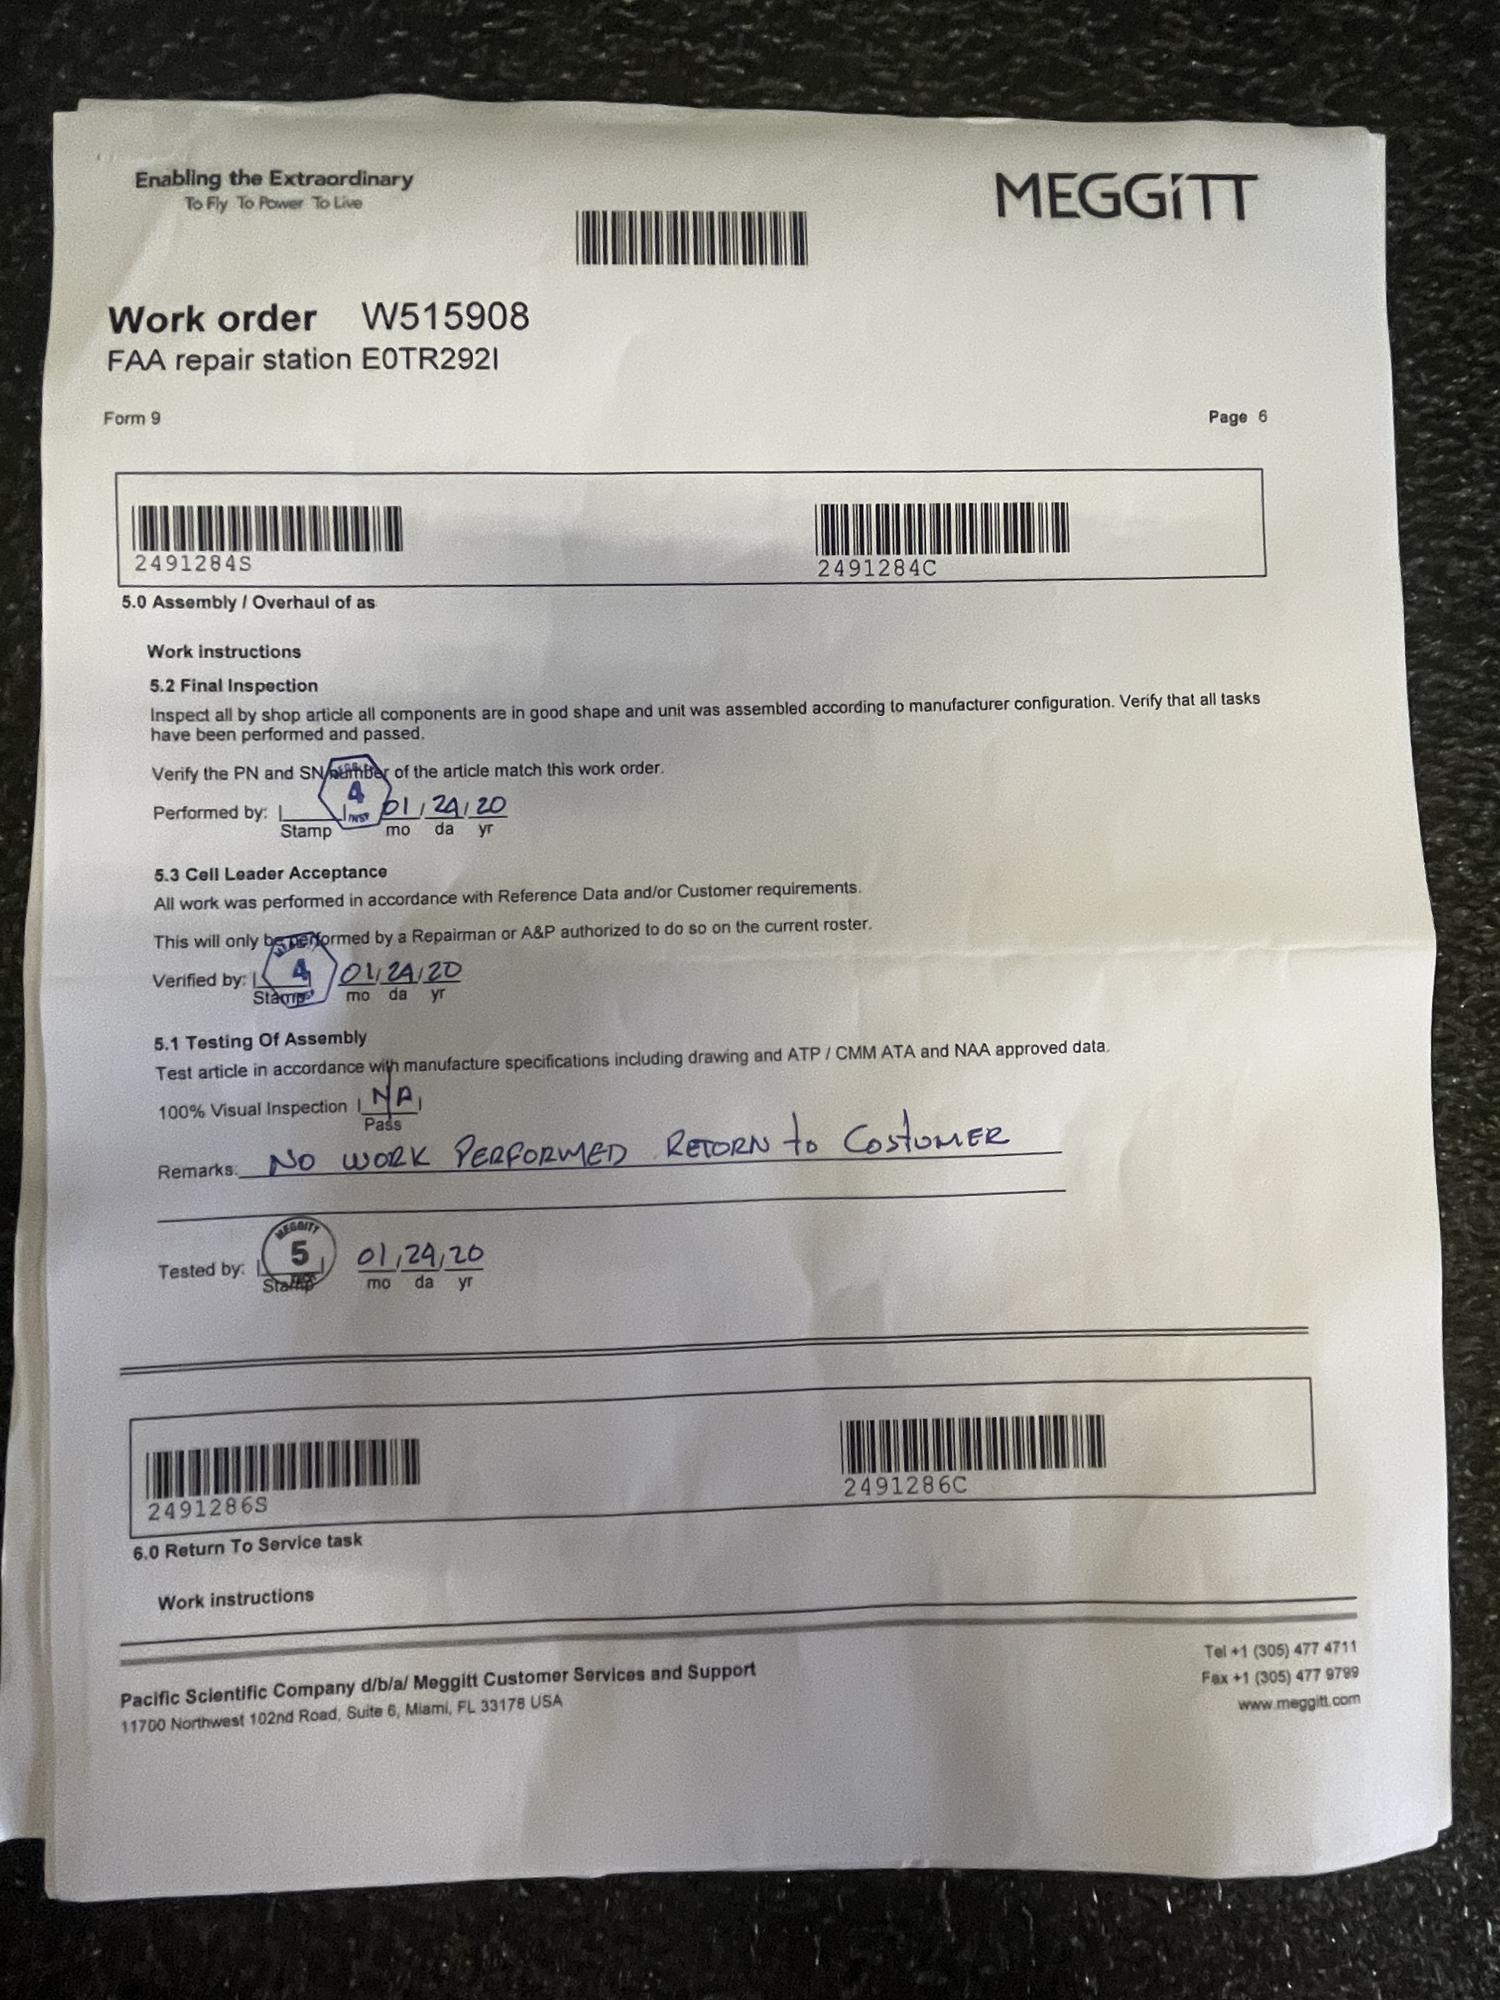 Enabling the Extraordinary
To Fly To Power To Live
MEGGiTT
Work order W515908
FAA repair station E0TR292I
Form 9
Page 6
2491284S
2491284C
5.0 Assembly / Overhaul of as
Work instructions
5.2 Final Inspection
Inspect all by shop article all components are in good shape and unit was assembled according to manufacturer configuration. Verify that all tasks
have been performed and passed.
Verify the PN and SN number of the article match this work order.
Performed by: 4 INSP 01 / 24 / 20
Stamp mo da yr
5.3 Cell Leader Acceptance
All work was performed in accordance with Reference Data and/or Customer requirements.
This will only be performed by a Repairman or A&P authorized to do so on the current roster.
Verified by: 4 01 / 24 / 20
Stamp mo da yr
5.1 Testing Of Assembly
Test article in accordance with manufacture specifications including drawing and ATP / CMM ATA and NAA approved data.
100% Visual Inspection NA
Pass
Remarks: NO WORK PERFORMED RETORN to COSTOMER
MEGGITT
Tested by: 5 01 / 24 / 20
Stamp mo da yr
2491286S
2491286C
6.0 Return To Service task
Work instructions
Pacific Scientific Company d/b/a/ Meggitt Customer Services and Support
11700 Northwest 102nd Road, Suite 6, Miami, FL 33178 USA
Tel +1 (305) 477 4711
Fax +1 (305) 477 9799
www.meggitt.com